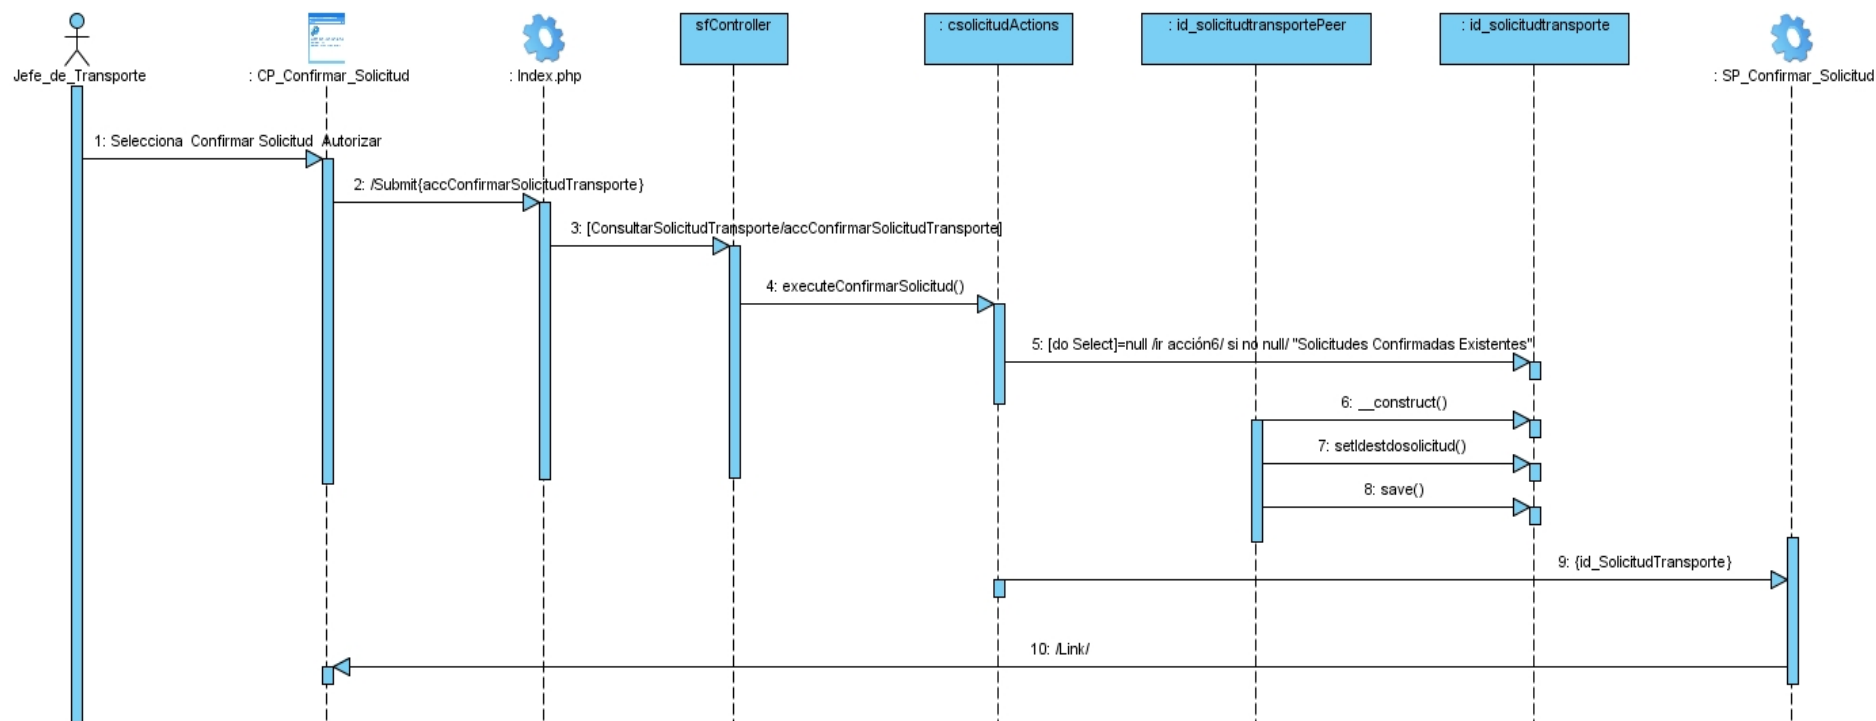 Jefe_de_Transporte
: CP_Confirmar_Solicitud
: Index.php
sfController
: csolicitudActions
: id_solicitudtransportePeer
: id_solicitudtransporte
: SP_Confirmar_Solicitud
1: Selecciona Confirmar Solicitud Autorizar
2: /Submit{accConfirmarSolicitudTransporte}
3: [ConsultarSolicitudTransporte/accConfirmarSolicitudTransporte]
4: executeConfirmarSolicitud()
5: [do Select]=null /ir acción6/ si no null/ "Solicitudes Confirmadas Existentes"
6: __construct()
7: setIdestdosolicitud()
8: save()
9: {id_SolicitudTransporte}
10: /Link/